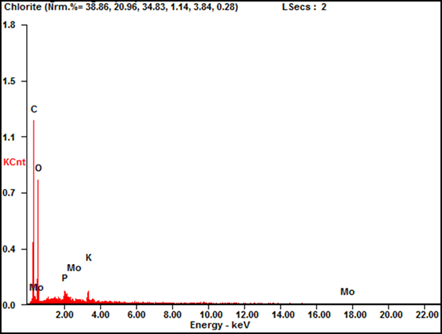 Chlorite (Nrm.%= 38.86, 20.96, 34.83, 1.14, 3.84, 0.28) LSecs : 2
1.8
1.5
C
1.1
KCnt
O
0.7
0.4
K
Mo
P
Mo
Mo
0.0
2.00 4.00 6.00 8.00 10.00 12.00 14.00 16.00 18.00 20.00 22.00
Energy - keV